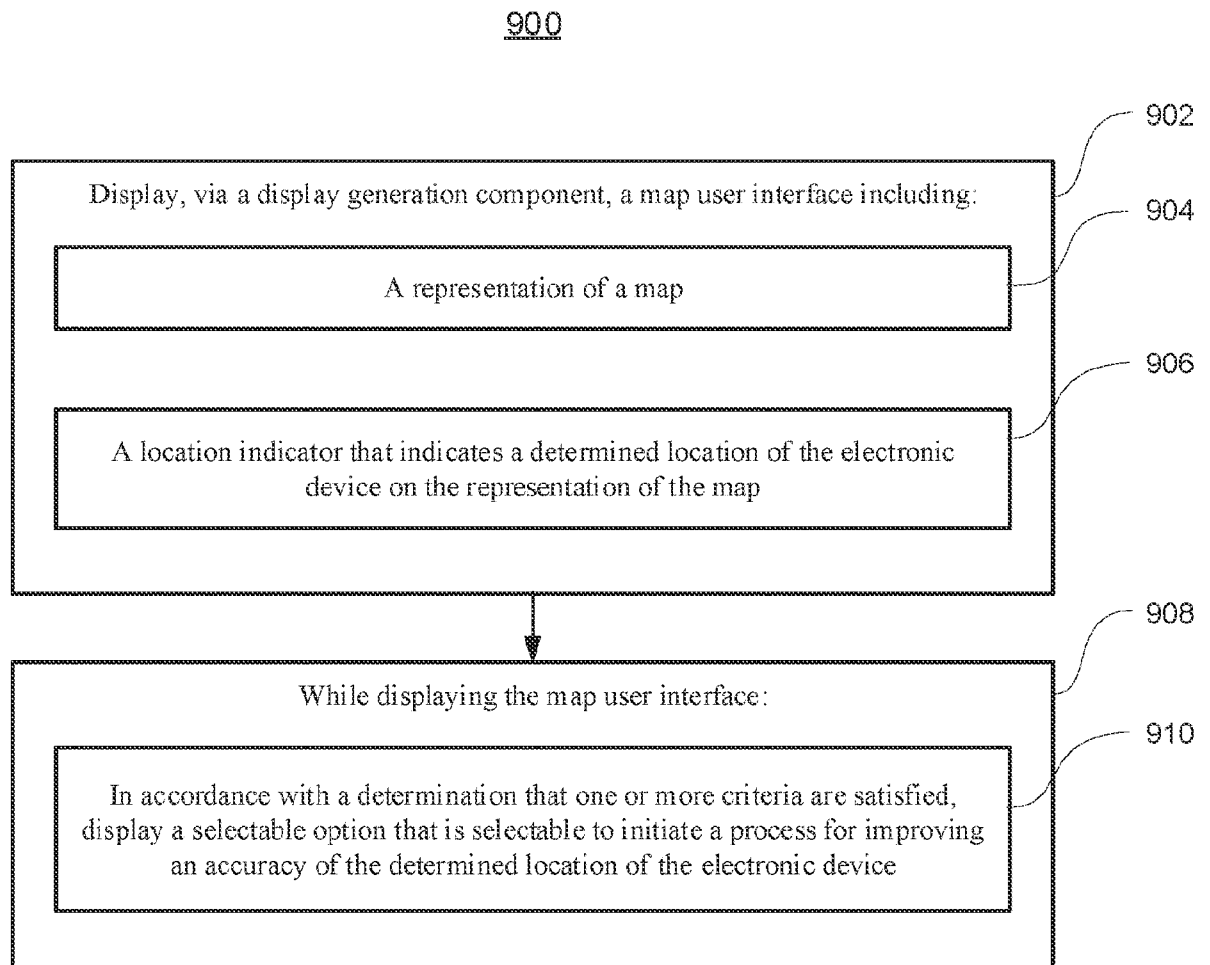 900
902
Display, via a display generation component, a map user interface including:
904
A representation of a map
906
A location indicator that indicates a determined location of the electronic
device on the representation of the map
908
While displaying the map user interface:
910
In accordance with a determination that one or more criteria are satisfied,
display a selectable option that is selectable to initiate a process for improving
an accuracy of the determined location of the electronic device